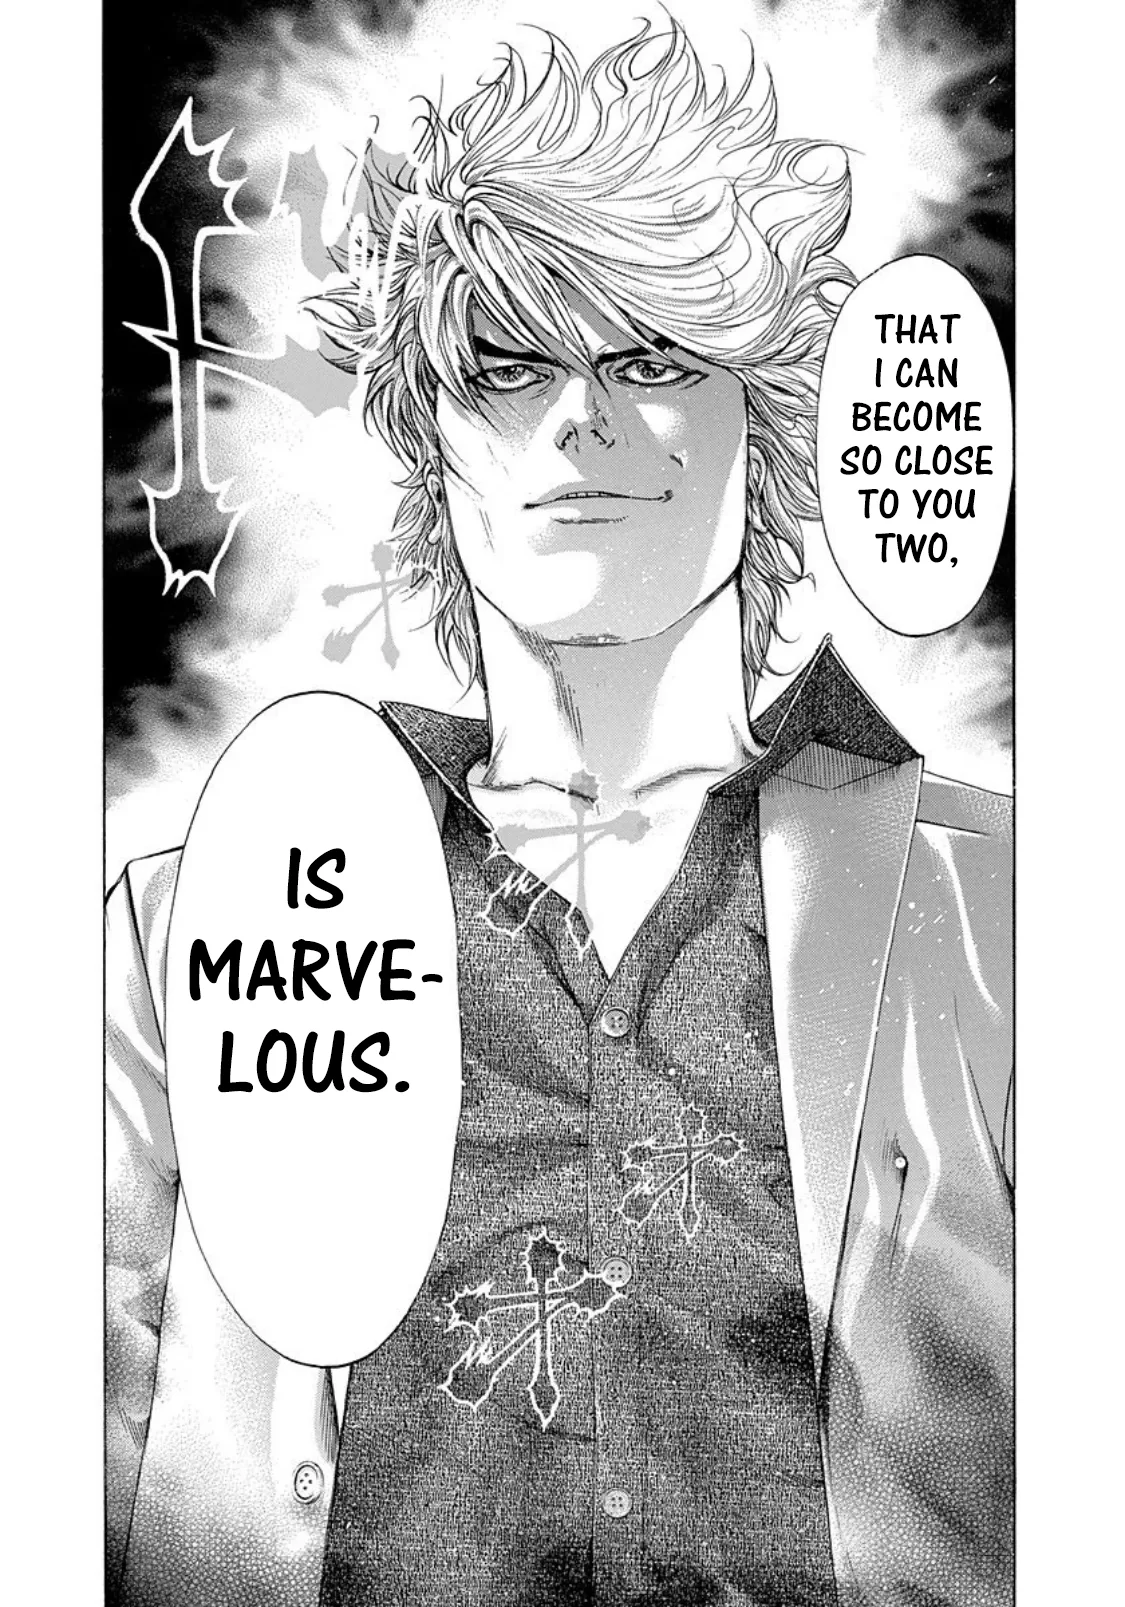 THAT
I CAN
BECOME
SO CLOSE
TO YOU
TWO,
IS
MARVE-
LOUS.